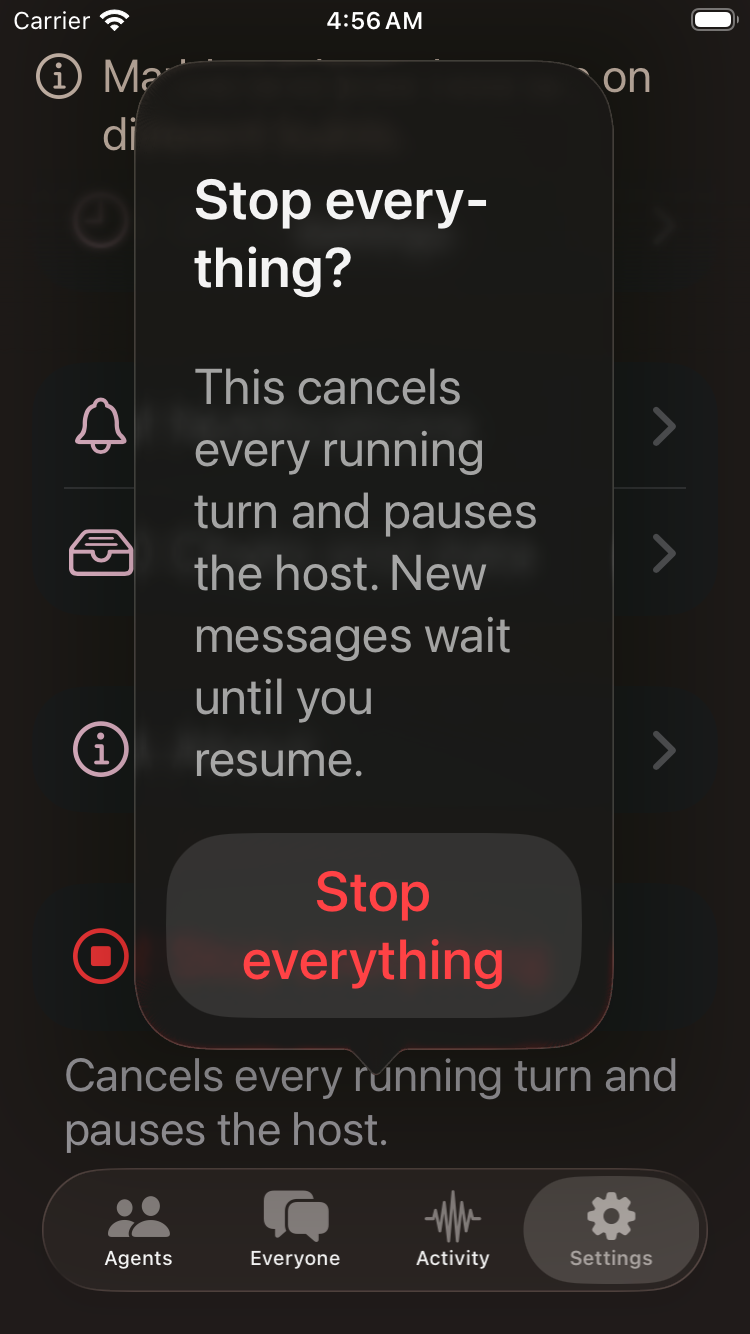 Carrier
4:56 AM
on
Stop every-
thing?
This cancels
every running
turn and pauses
the host. New
messages wait
until you
resume.
Stop
everything
Cancels every running turn and
pauses the host.
Agents
Everyone
Activity
Settings